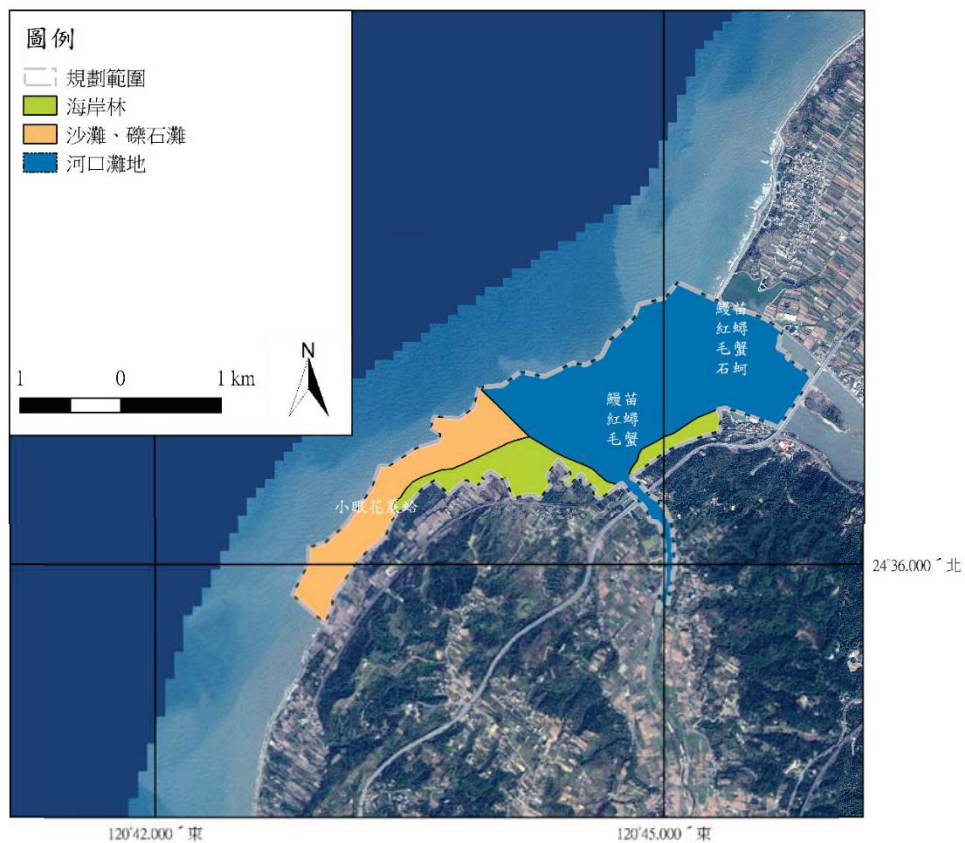 圖例
規劃範圍
海岸林
沙灘、礫石灘
河口灘地
N
1 0 1 km
鰻苗
紅蟳
毛蟹
石蚵
鰻苗
紅蟳
毛蟹
小眼花簾蛤
24°36.000´北
120°42.000´東
120°45.000´東